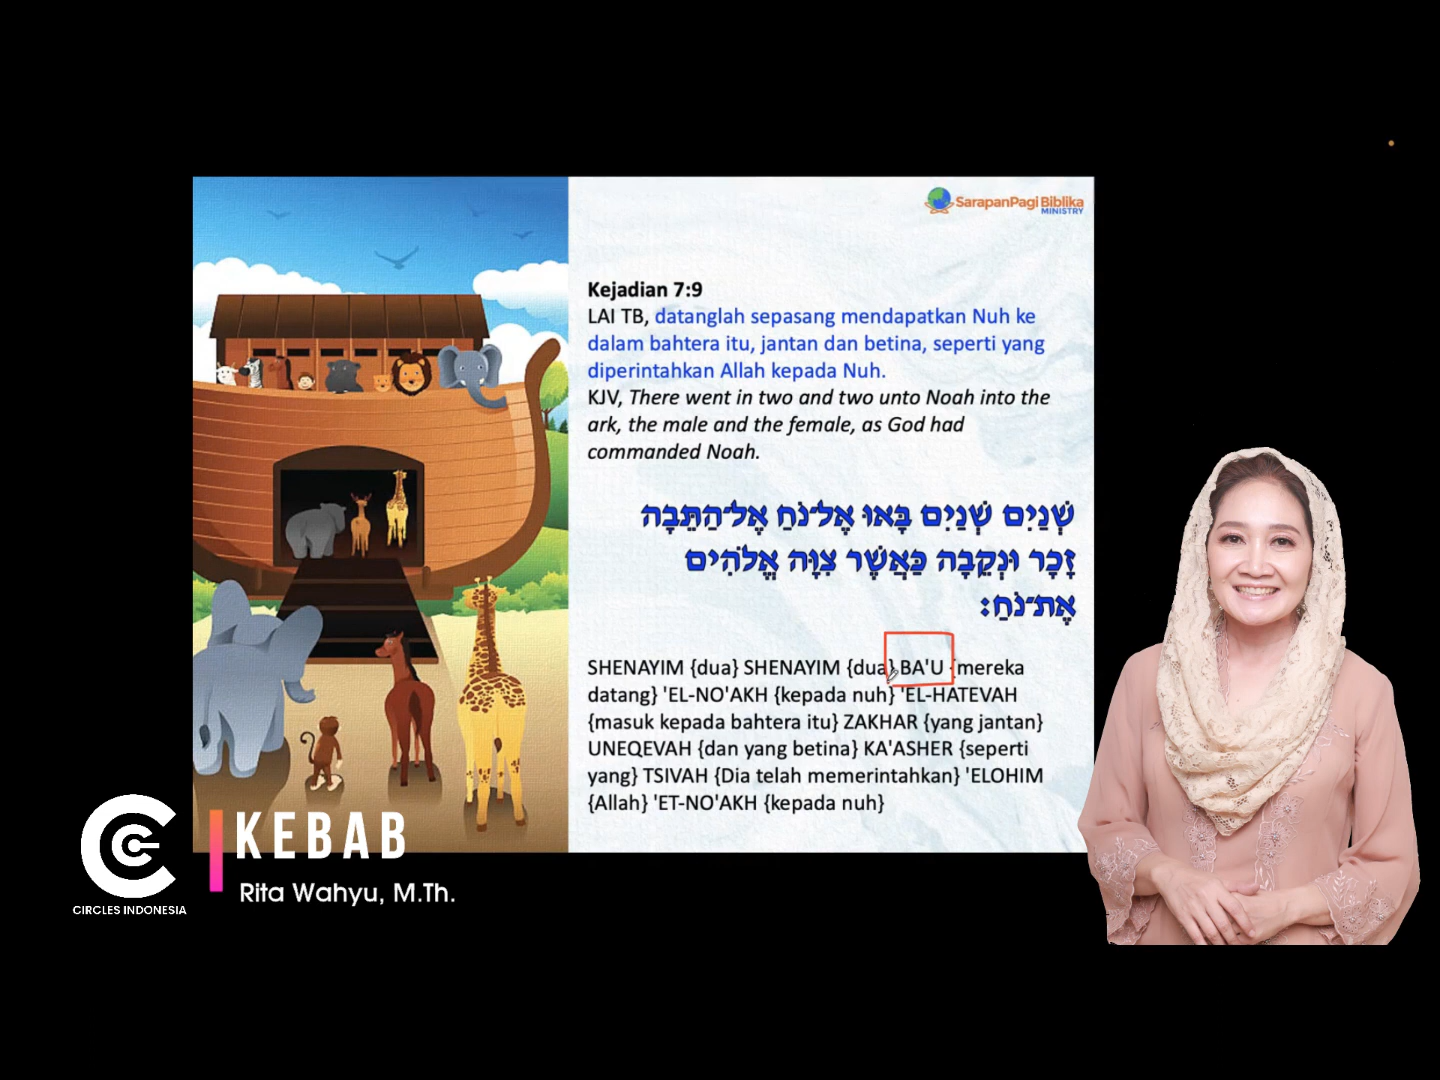 SarapanPagi Biblika
MINISTRY
Kejadian 7:9
LAI TB, datanglah sepasang mendapatkan Nuh ke
dalam bahtera itu, jantan dan betina, seperti yang
diperintahkan Allah kepada Nuh.
KJV, There went in two and two unto Noah into the
ark, the male and the female, as God had
commanded Noah.
שְׁנַיִם שְׁנַיִם בָּאוּ אֶל־נֹחַ אֶל־הַתֵּבָה
זָכָר וּנְקֵבָה כַּאֲשֶׁר צִוָּה אֱלֹהִים
אֶת־נֹחַ׃
SHENAYIM {dua} SHENAYIM {dua} BA'U {mereka
datang} 'EL-NO'AKH {kepada nuh} 'EL-HATEVAH
{masuk kepada bahtera itu} ZAKHAR {yang jantan}
UNEQEVAH {dan yang betina} KA'ASHER {seperti
yang} TSIVAH {Dia telah memerintahkan} 'ELOHIM
{Allah} 'ET-NO'AKH {kepada nuh}
KEBAB
Rita Wahyu, M.Th.
CIRCLES INDONESIA